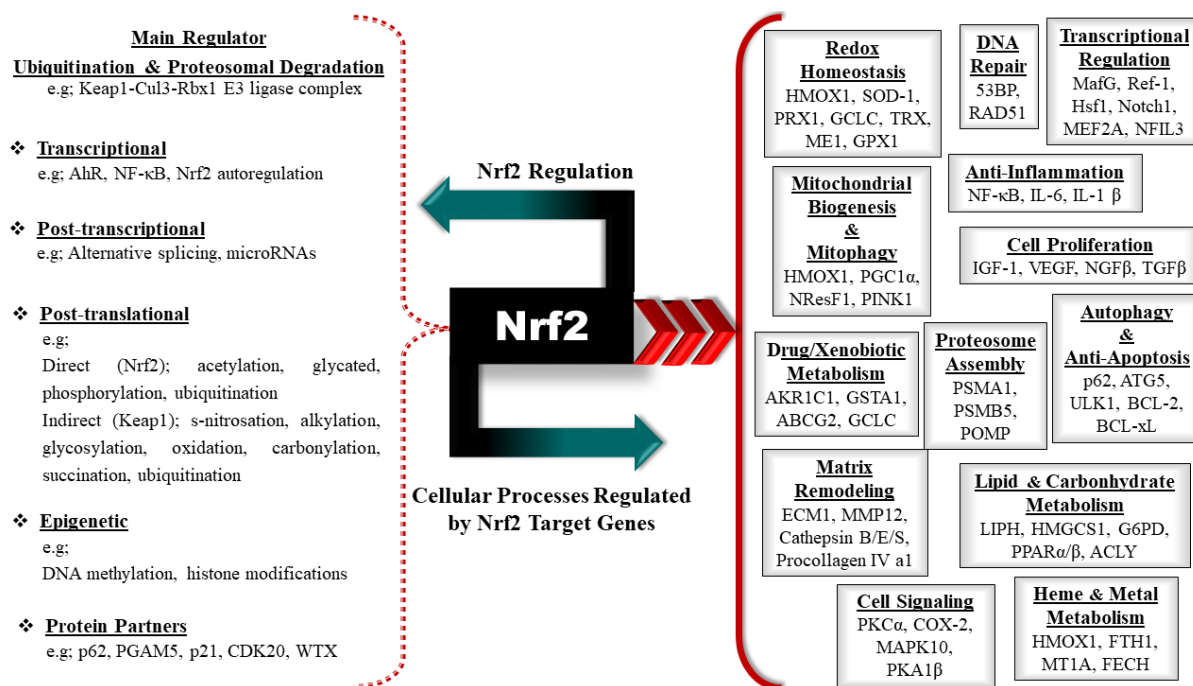 Main Regulator
Ubiquitination & Proteosomal Degradation
e.g; Keap1-Cul3-Rbx1 E3 ligase complex
❖ Transcriptional
e.g; AhR, NF-κB, Nrf2 autoregulation
❖ Post-transcriptional
e.g; Alternative splicing, microRNAs
❖ Post-translational
e.g;
Direct (Nrf2); acetylation, glycated,
phosphorylation, ubiquitination
Indirect (Keap1); s-nitrosation, alkylation,
glycosylation, oxidation, carbonylation,
succination, ubiquitination
❖ Epigenetic
e.g;
DNA methylation, histone modifications
❖ Protein Partners
e.g; p62, PGAM5, p21, CDK20, WTX
Nrf2 Regulation
Nrf2
Cellular Processes Regulated
by Nrf2 Target Genes
Redox
Homeostasis
HMOX1, SOD-1,
PRX1, GCLC, TRX,
ME1, GPX1
DNA
Repair
53BP,
RAD51
Transcriptional
Regulation
MafG, Ref-1,
Hsf1, Notch1,
MEF2A, NFIL3
Mitochondrial
Biogenesis
&
Mitophagy
HMOX1, PGC1α,
NResF1, PINK1
Anti-Inflammation
NF-κB, IL-6, IL-1 β
Cell Proliferation
IGF-1, VEGF, NGFβ, TGFβ
Drug/Xenobiotic
Metabolism
AKR1C1, GSTA1,
ABCG2, GCLC
Proteosome
Assembly
PSMA1,
PSMB5,
POMP
Autophagy
&
Anti-Apoptosis
p62, ATG5,
ULK1, BCL-2,
BCL-xL
Matrix
Remodeling
ECM1, MMP12,
Cathepsin B/E/S,
Procollagen IV a1
Lipid & Carbonhydrate
Metabolism
LIPH, HMGCS1, G6PD,
PPARα/β, ACLY
Cell Signaling
PKCα, COX-2,
MAPK10,
PKA1β
Heme & Metal
Metabolism
HMOX1, FTH1,
MT1A, FECH